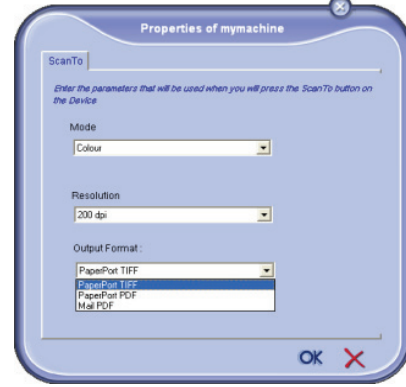 Properties of mymachine
ScanTo
Enter the parameters that will be used when you will press the ScanTo button on
the Device
Mode
Colour
Resolution
200 dpi
Output Format :
PaperPort TIFF
PaperPort TIFF
PaperPort PDF
Mail PDF
OK